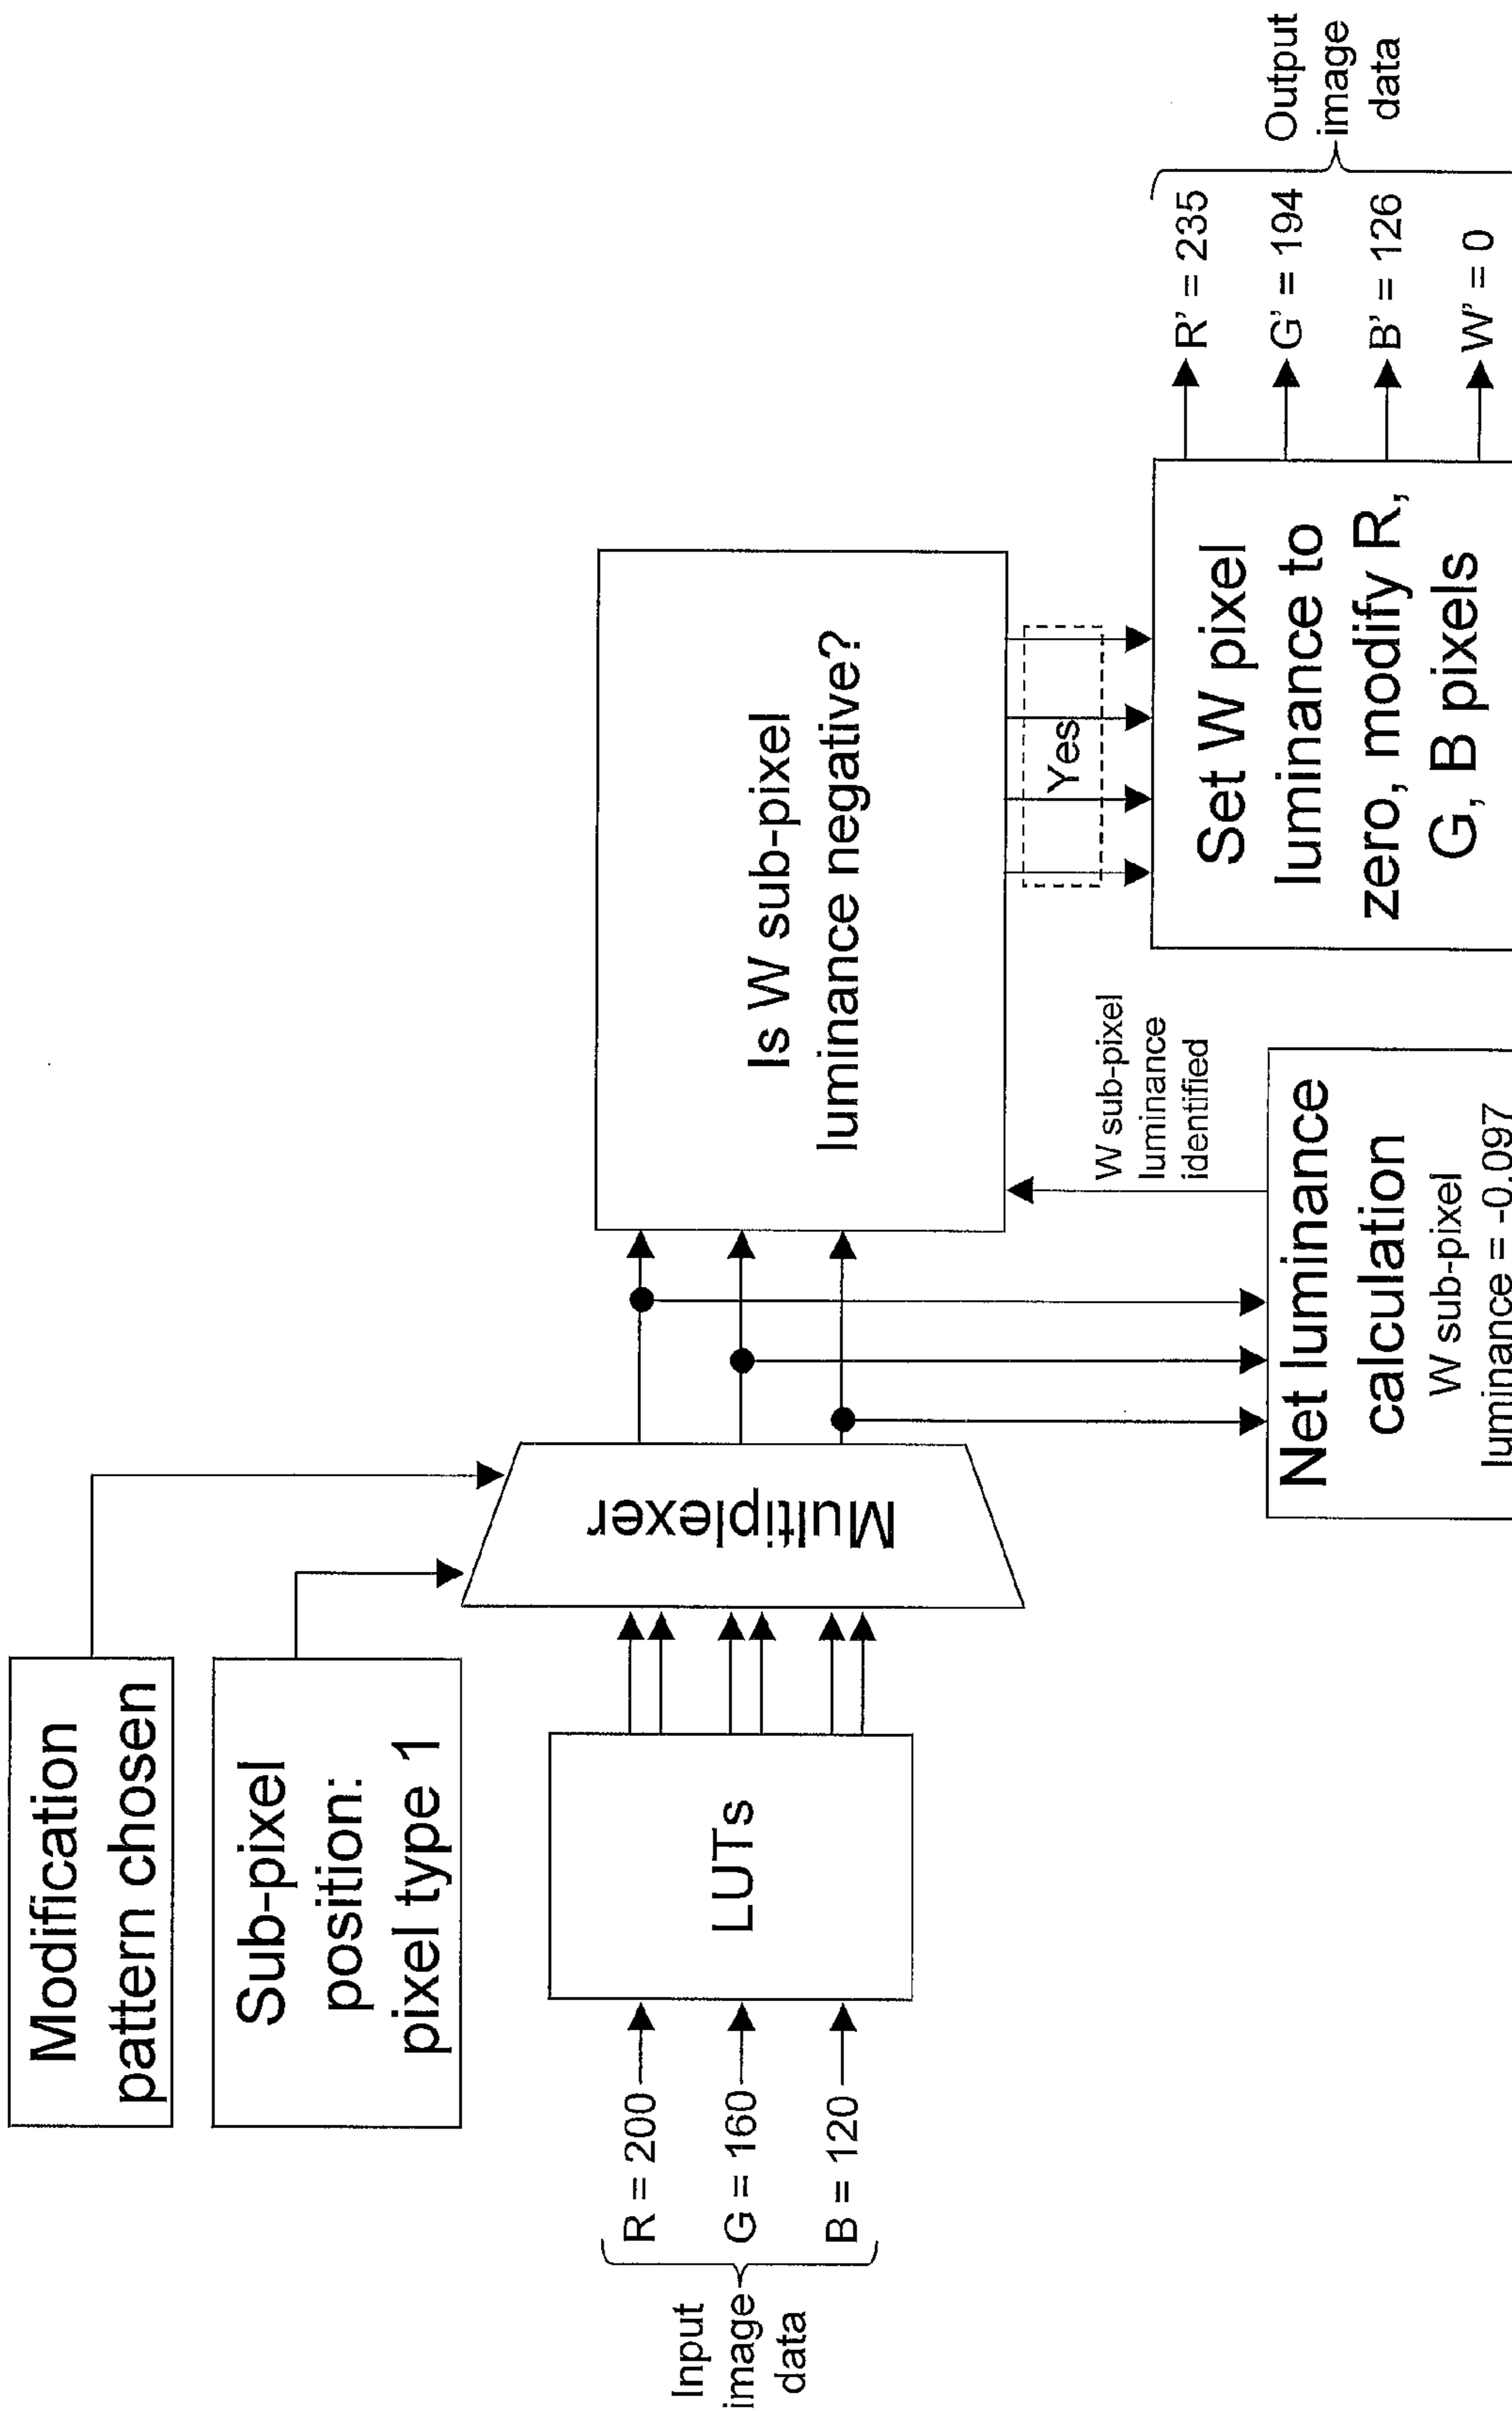 Modification
pattern chosen
Sub-pixel
position:
pixel type 1
Input
image
data
R = 200
G = 160
B = 120
LUTs
Multiplexer
Is W sub-pixel
luminance negative?
Yes
W sub-pixel
luminance
identified
Net luminance
calculation
W sub-pixel
luminance = -0.097
Set W pixel
luminance to
zero, modify R,
G, B pixels
R' = 235
G' = 194
B' = 126
W' = 0
Output
image
data